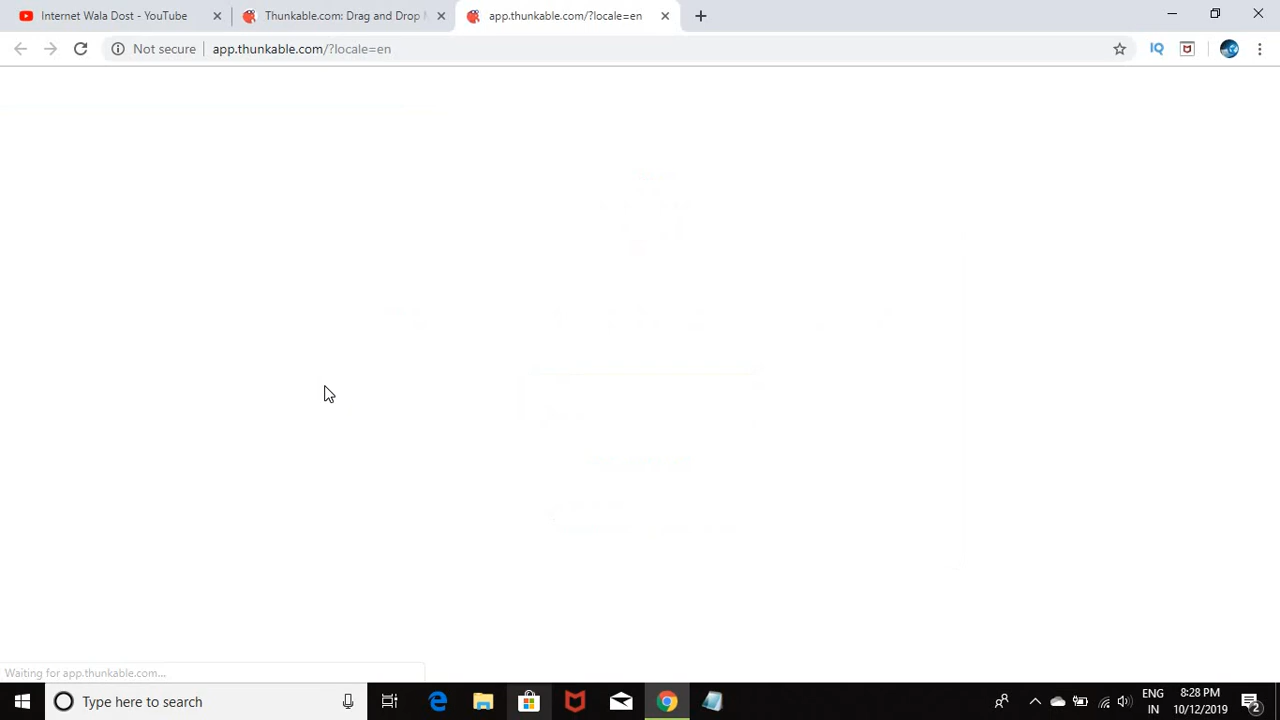 Internet Wala Dost - YouTube
Thunkable.com: Drag and Drop
app.thunkable.com/?locale=en
Not secure
app.thunkable.com/?locale=en
IQ
Waiting for app.thunkable.com...
Type here to search
ENG
IN
8:28 PM
10/12/2019
2